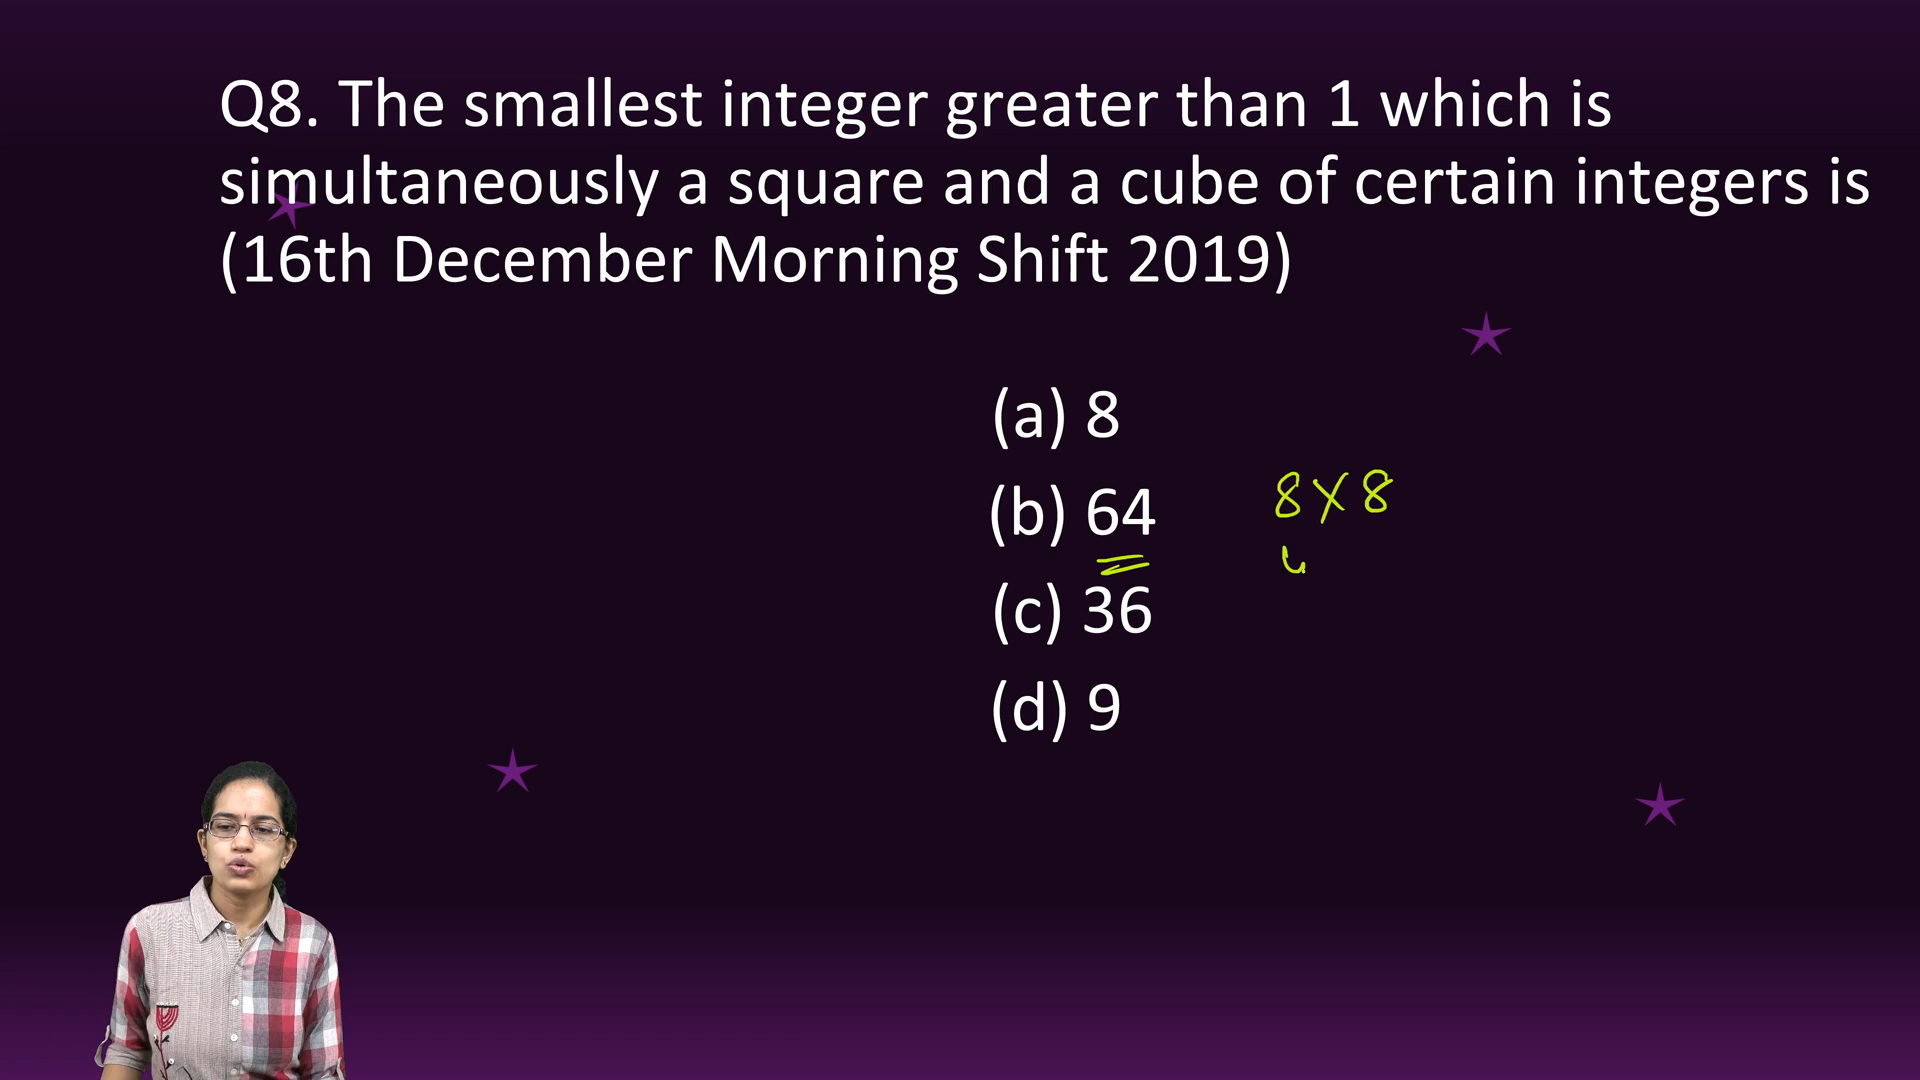 Q8. The smallest integer greater than 1 which is
simultaneously a square and a cube of certain integers is
(16th December Morning Shift 2019)
(a) 8
(b) 64
8 X 8
(c) 36
(d) 9